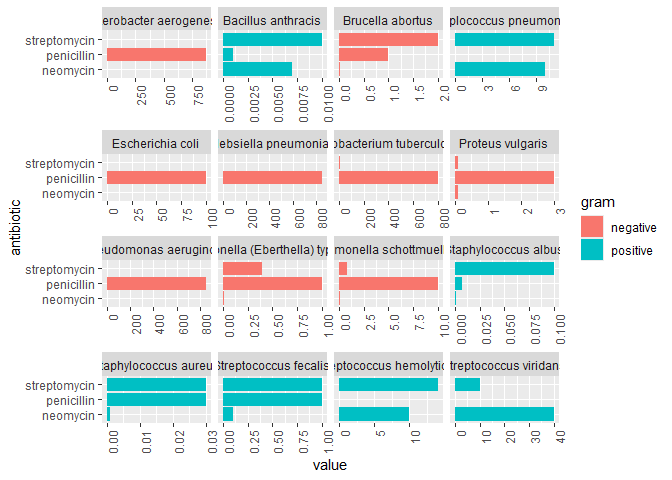 erobacter aerogenes
Bacillus anthracis
Brucella abortus
plococcus pneumon
streptomycin
penicillin
neomycin
0 250 500 750
0.0000 0.0025 0.0050 0.0075 0.0100
0.0 0.5 1.0 1.5 2.0
0 3 6 9
Escherichia coli
ebsiella pneumonia
obacterium tuberculo
Proteus vulgaris
streptomycin
penicillin
neomycin
0 25 50 75 100
0 200 400 600 800
0 200 400 600 800
0 1 2 3
eudomonas aerugino
onella (Eberthella) typ
monella schottmuel
Staphylococcus albus
streptomycin
penicillin
neomycin
0 200 400 600 800
0.00 0.25 0.50 0.75 1.00
0.0 2.5 5.0 7.5 10.0
0.000 0.025 0.050 0.075 0.100
taphylococcus aureu
Streptococcus fecalis
eptococcus hemolytic
treptococcus viridan
streptomycin
penicillin
neomycin
0.00 0.01 0.02 0.03
0.00 0.25 0.50 0.75 1.00
0 5 10
0 10 20 30 40
antibiotic
value
gram
negative
positive